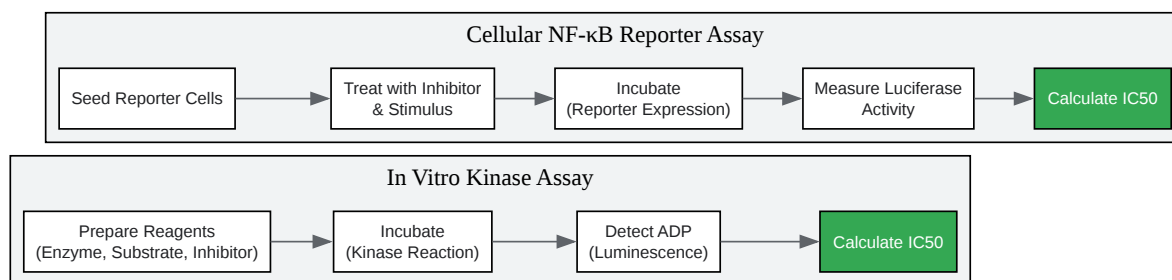 Cellular NF-κB Reporter Assay
Seed Reporter Cells
Treat with Inhibitor
& Stimulus
Incubate
(Reporter Expression)
Measure Luciferase
Activity
Calculate IC50
In Vitro Kinase Assay
Prepare Reagents
(Enzyme, Substrate, Inhibitor)
Incubate
(Kinase Reaction)
Detect ADP
(Luminescence)
Calculate IC50